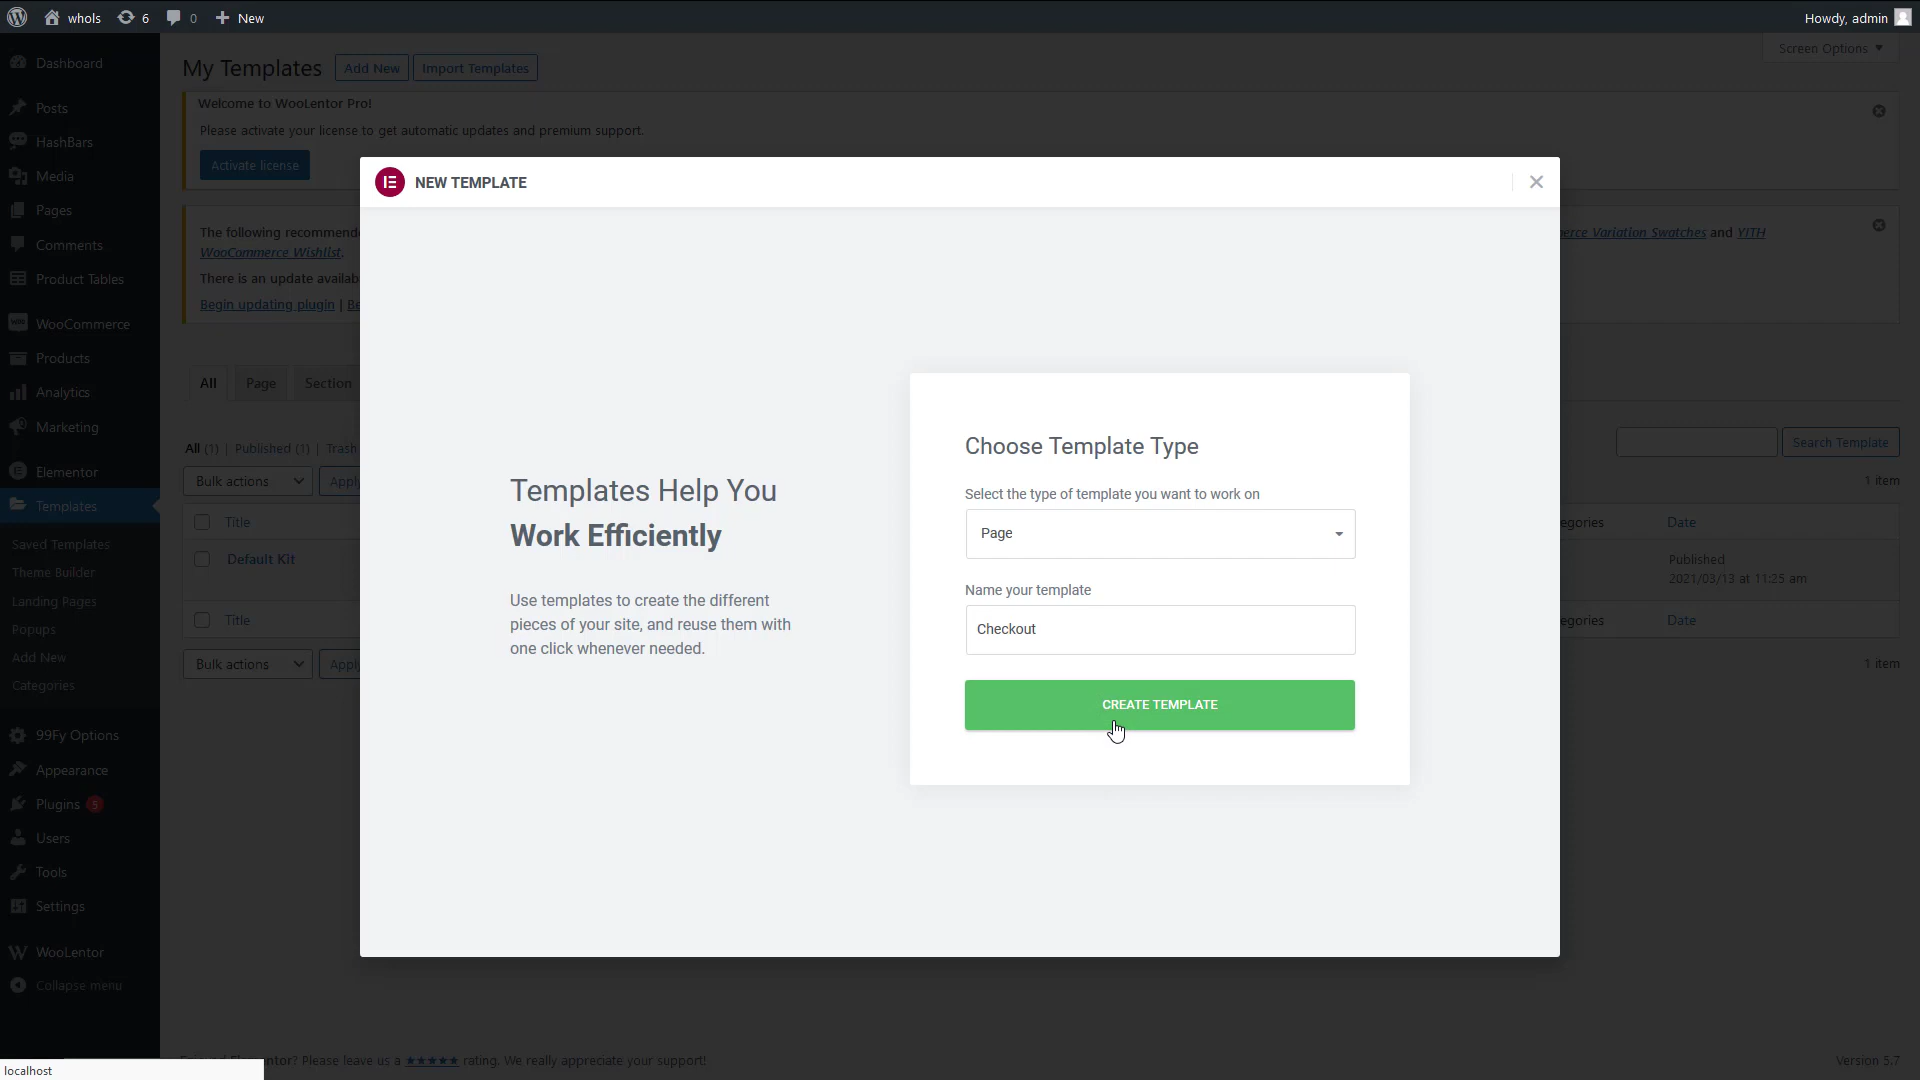 whols 6 0 New Howdy, admin
Screen Options
Dashboard
Posts
HashBars
Media
Pages
Comments
Product Tables
WooCommerce
Products
Analytics
Marketing
Elementor
Templates
Saved Templates
Theme Builder
Landing Pages
Popups
Add New
Categories
99Fy Options
Appearance
Plugins 5
Users
Tools
Settings
WooLentor
Collapse menu
My Templates Add New Import Templates
Welcome to WooLentor Pro!
Please activate your license to get automatic updates and premium support.
Activate license
The following recommend
erce Variation Swatches and YITH
WooCommerce Wishlist.
There is an update availab
Begin updating plugin | Be
All Page Section
All (1) | Published (1) | Trash
Search Template
Bulk actions Apply
1 item
Title
egories Date
Default Kit
Published
2021/03/13 at 11:25 am
Title
egories Date
Bulk actions Apply
1 item
NEW TEMPLATE
Templates Help You
Work Efficiently
Use templates to create the different
pieces of your site, and reuse them with
one click whenever needed.
Choose Template Type
Select the type of template you want to work on
Page
Name your template
Checkout
CREATE TEMPLATE
ntor? Please leave us a ★★★★★ rating. We really appreciate your support!
Version 5.7
localhost